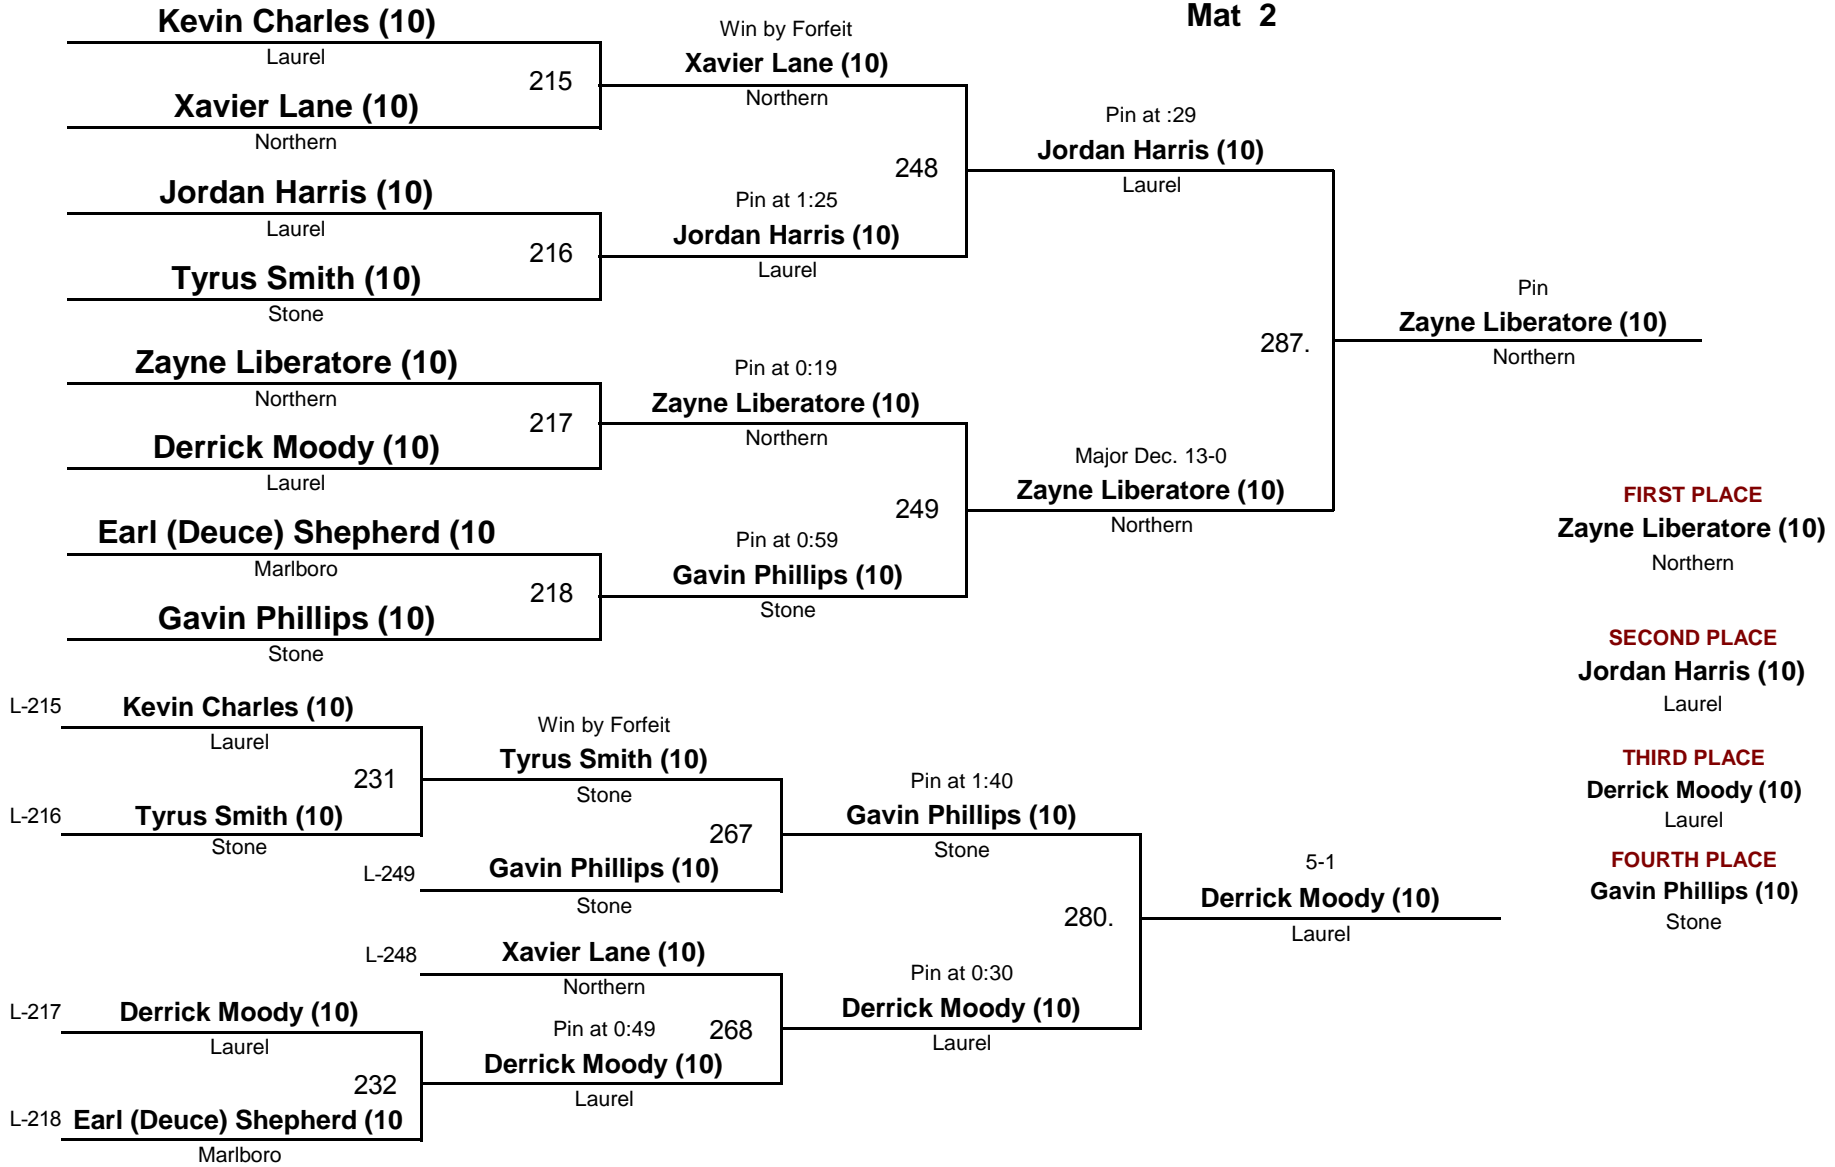 Mat 2
Kevin Charles (10)
Laurel
215
Xavier Lane (10)
Northern
Jordan Harris (10)
Laurel
216
Tyrus Smith (10)
Stone
Zayne Liberatore (10)
Northern
217
Derrick Moody (10)
Laurel
Earl (Deuce) Shepherd (10
Marlboro
218
Gavin Phillips (10)
Stone
Win by Forfeit
Xavier Lane (10)
Northern
248
Pin at 1:25
Jordan Harris (10)
Laurel
Pin at 0:19
Zayne Liberatore (10)
Northern
249
Pin at 0:59
Gavin Phillips (10)
Stone
Pin at :29
Jordan Harris (10)
Laurel
287.
Major Dec. 13-0
Zayne Liberatore (10)
Northern
Pin
Zayne Liberatore (10)
Northern
FIRST PLACE
Zayne Liberatore (10)
Northern
SECOND PLACE
Jordan Harris (10)
Laurel
THIRD PLACE
Derrick Moody (10)
Laurel
FOURTH PLACE
Gavin Phillips (10)
Stone
L-215 Kevin Charles (10)
Laurel
231
L-216 Tyrus Smith (10)
Stone
Win by Forfeit
Tyrus Smith (10)
Stone
267
L-249 Gavin Phillips (10)
Stone
L-248 Xavier Lane (10)
Northern
L-217 Derrick Moody (10)
Laurel
232
L-218 Earl (Deuce) Shepherd (10
Marlboro
Pin at 0:49
268
Derrick Moody (10)
Laurel
Pin at 1:40
Gavin Phillips (10)
Stone
280.
Pin at 0:30
Derrick Moody (10)
Laurel
5-1
Derrick Moody (10)
Laurel